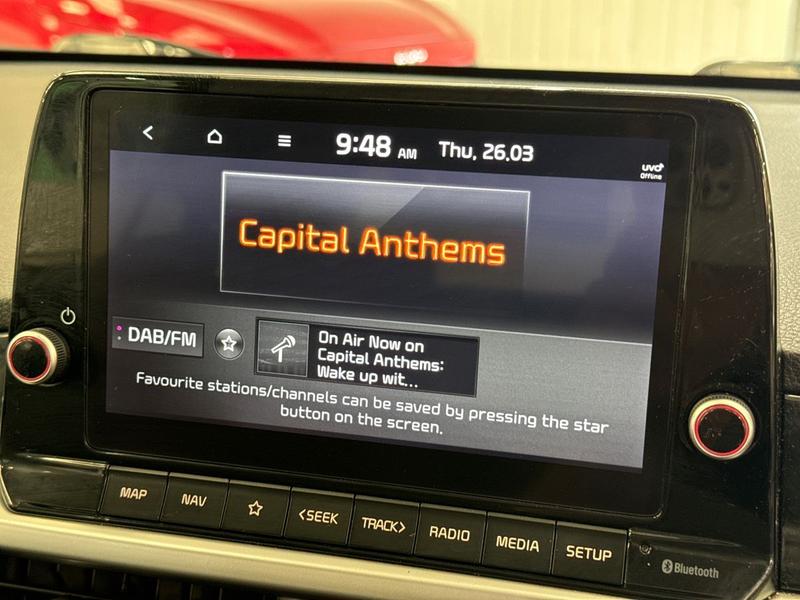 9:48 AM Thu, 26.03
uvo
Offline
Capital Anthems
DAB/FM
On Air Now on
Capital Anthems:
Wake up wit...
Favourite stations/channels can be saved by pressing the star
button on the screen.
MAP NAV <SEEK TRACK> RADIO MEDIA SETUP
Bluetooth